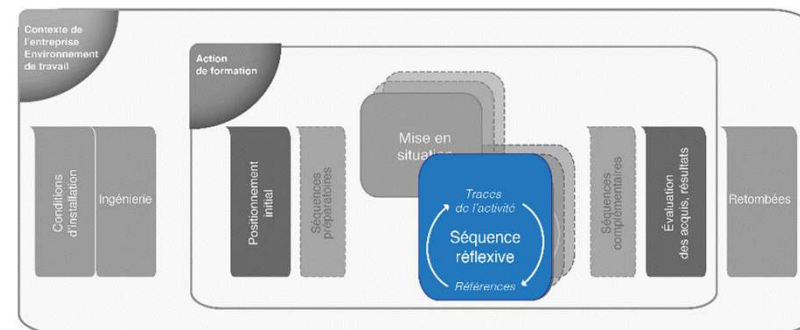 Contexte de
l'entreprise
Environnement
de travail
Action
de formation
Conditions
d'installation
Ingénierie
Positionnement
initial
Séquences
préparatoires
Mise en
situation
Traces
de l'activité
Séquence
réflexive
Références
Séquences
complémentaires
Évaluation
des acquis, résultats
Retombées